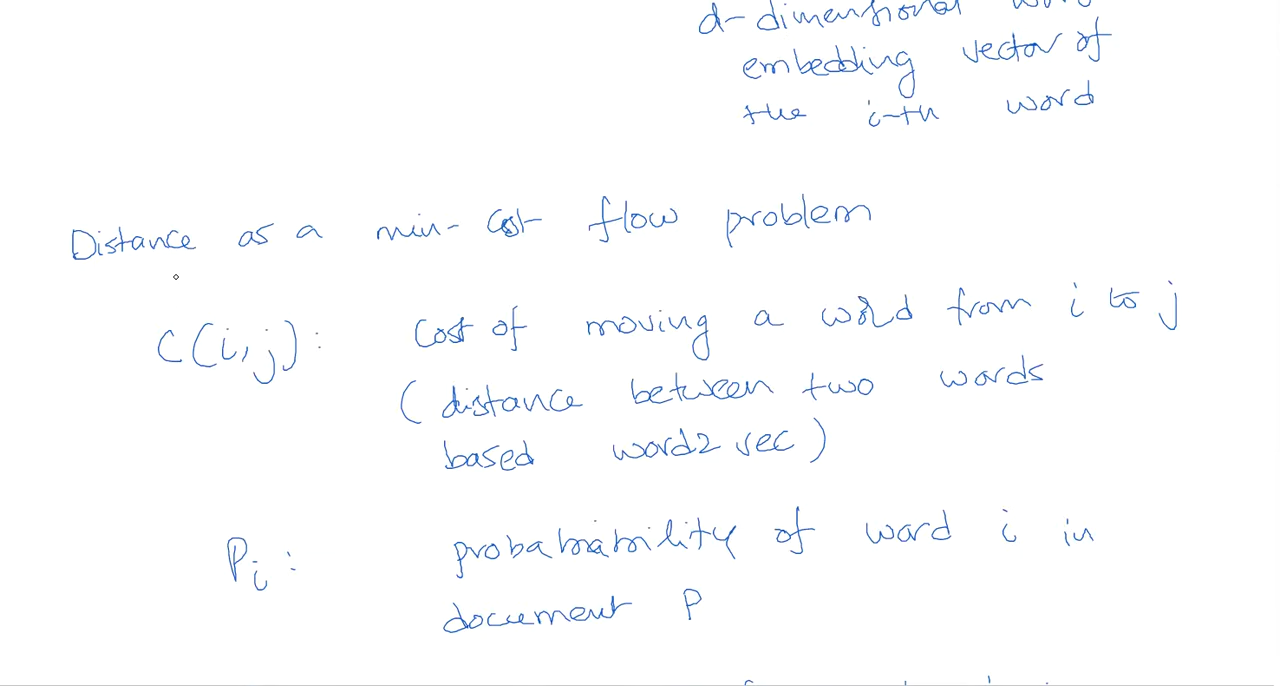 d-dimensional
embedding vector of
the i-th word
Distance as a min-cost flow problem
C(i,j): Cost of moving a word from i to j
(distance between two words
based word2vec)
Pi: probabiability of word i in
document P